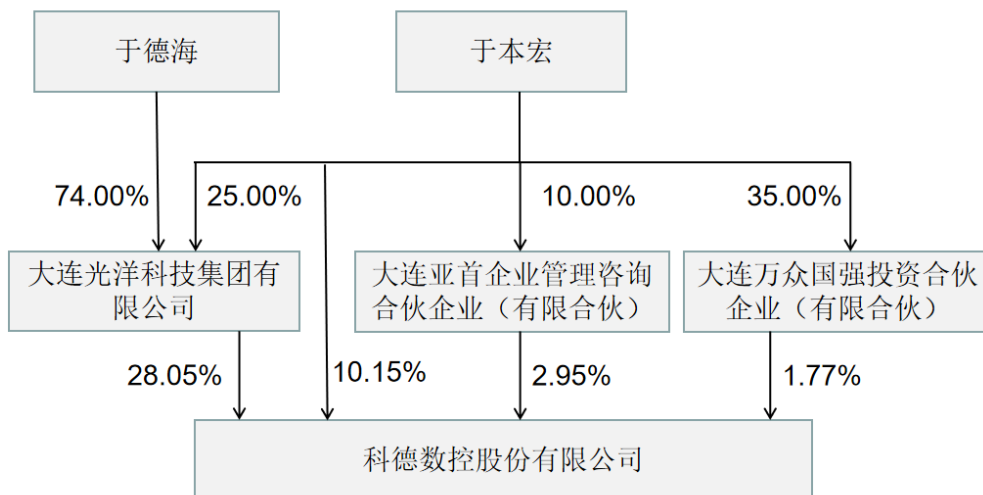 于德海
于本宏
74.00%
25.00%
10.00%
35.00%
大连光洋科技集团有
限公司
大连亚首企业管理咨询
合伙企业（有限合伙）
大连万众国强投资合伙
企业（有限合伙）
28.05%
10.15%
2.95%
1.77%
科德数控股份有限公司